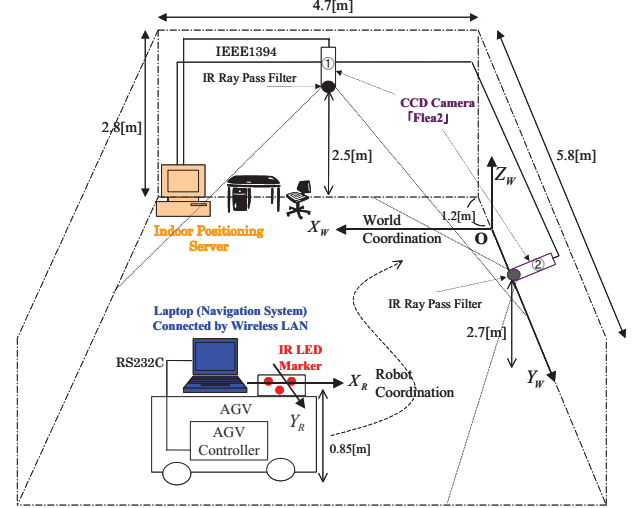 4.7[m]
IEEE1394
①
IR Ray Pass Filter
CCD Camera
「Flea2」
2.8[m]
2.5[m]
5.8[m]
Z_W
1.2[m]
World
Coordination
X_W
O
Indoor Positioning
Server
②
IR Ray Pass Filter
2.7[m]
Laptop (Navigation System)
Connected by Wireless LAN
IR LED
Marker
RS232C
X_R
Robot
Coordination
Y_W
AGV
Y_R
AGV
Controller
0.85[m]